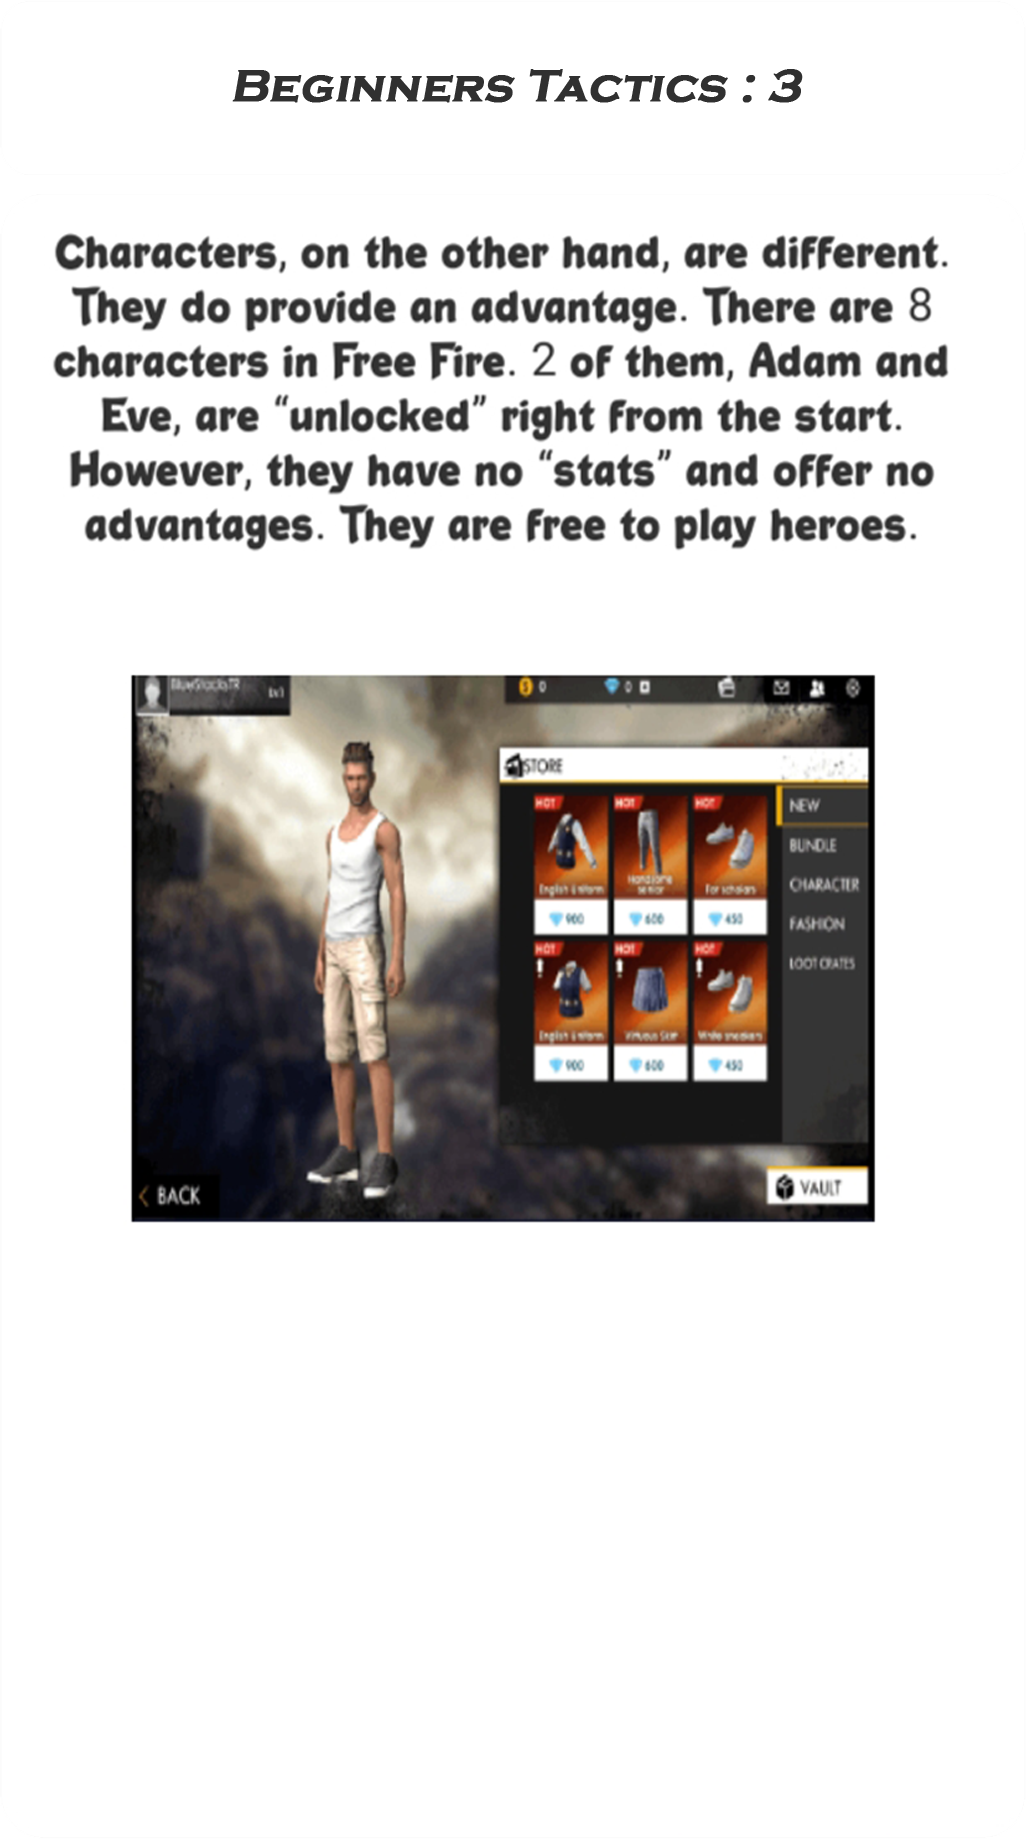 BEGINNERS TACTICS : 3
Characters, on the other hand, are different.
They do provide an advantage. There are 8
characters in Free Fire. 2 of them, Adam and
Eve, are “unlocked” right from the start.
However, they have no “stats” and offer no
advantages. They are free to play heroes.
BlueStacksTR
Lv1
0
0
STORE
HOT
HOT
HOT
NEW
English Uniform
Handsome senior
For scholars
BUNDLE
900
600
450
CHARACTER
HOT
HOT
HOT
FASHION
LOOT CRATES
English Uniform
Virtuous Skirt
White sneakers
900
600
450
BACK
VAULT